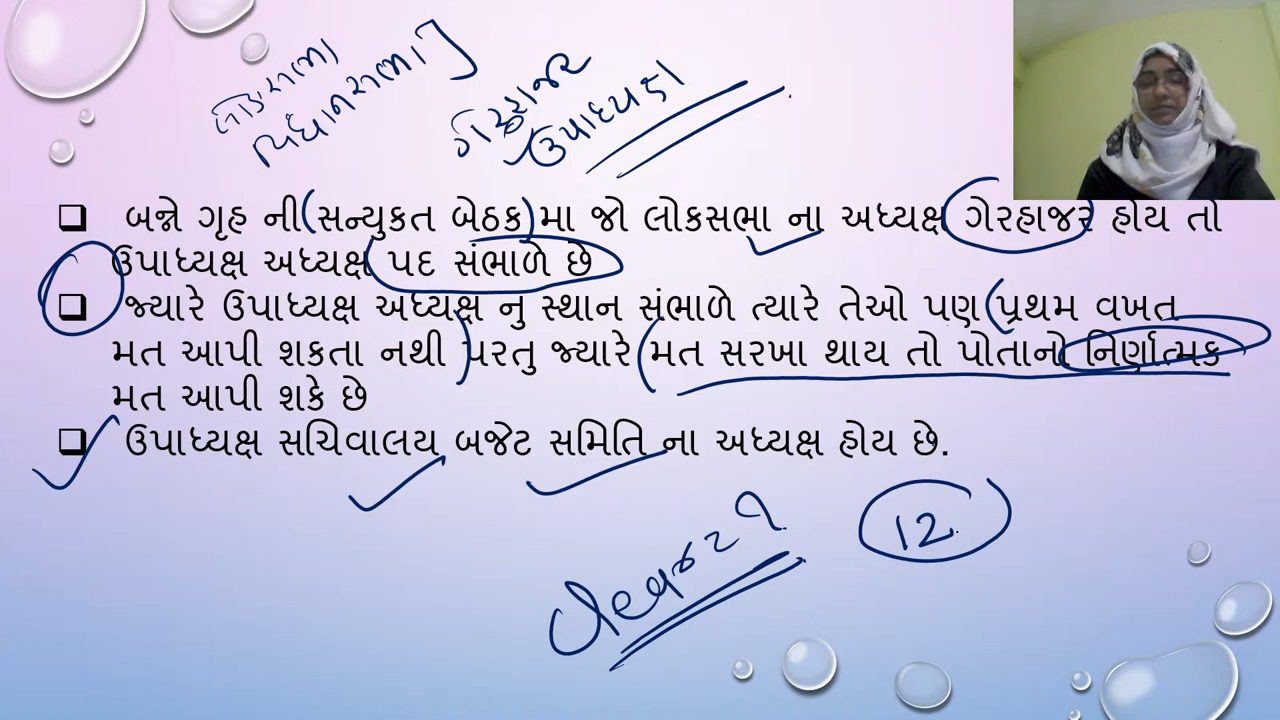 લોકસભા
વિધાનસભા
ગેરહાજર
ઉપાધ્યક્ષ
❑ બન્ને ગૃહ ની સન્યુકત બેઠક મા જો લોકસભા ના અધ્યક્ષ ગેરહાજર હોય તો
ઉપાધ્યક્ષ અધ્યક્ષ પદ સંભાળે છે
❑ જ્યારે ઉપાધ્યક્ષ અધ્યક્ષ નુ સ્થાન સંભાળે ત્યારે તેઓ પણ પ્રથમ વખત
મત આપી શકતા નથી પરતુ જ્યારે મત સરખા થાય તો પોતાનો નિર્ણાત્મક
મત આપી શકે છે
❑ ઉપાધ્યક્ષ સચિવાલય બજેટ સમિતિ ના અધ્યક્ષ હોય છે.
12